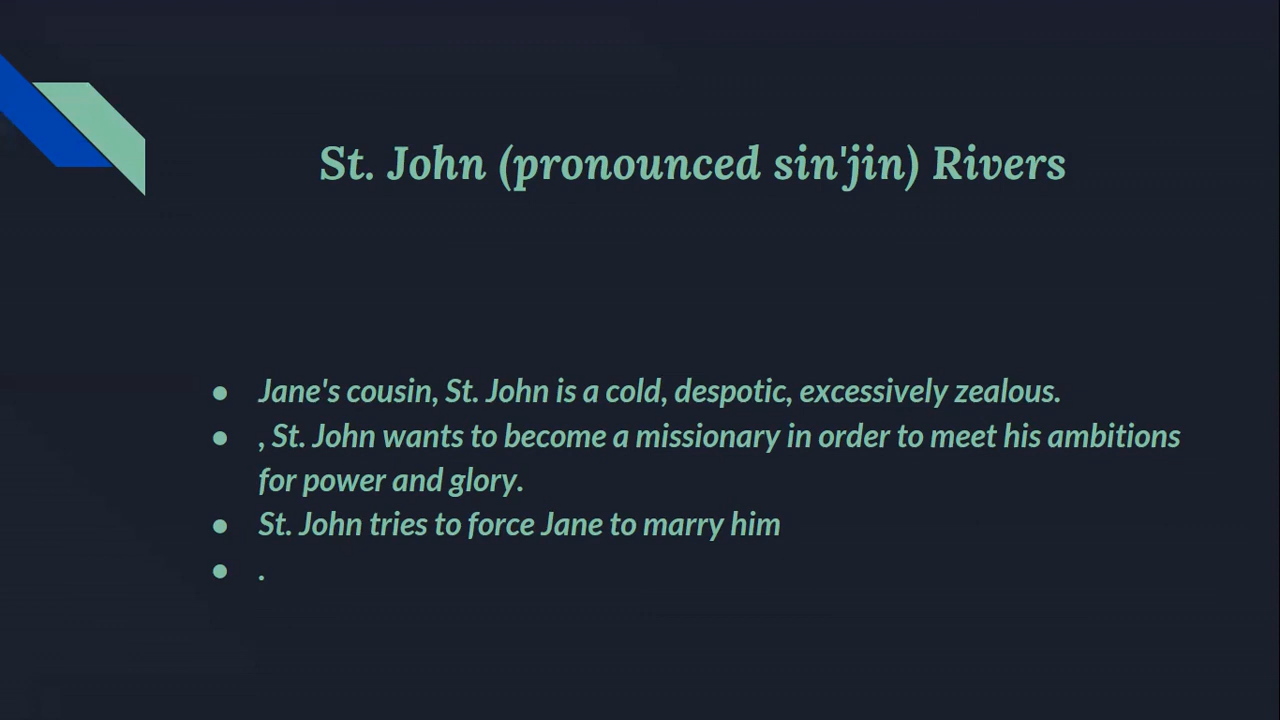 St. John (pronounced sin'jin) Rivers
● Jane's cousin, St. John is a cold, despotic, excessively zealous.
● , St. John wants to become a missionary in order to meet his ambitions
for power and glory.
● St. John tries to force Jane to marry him
● .